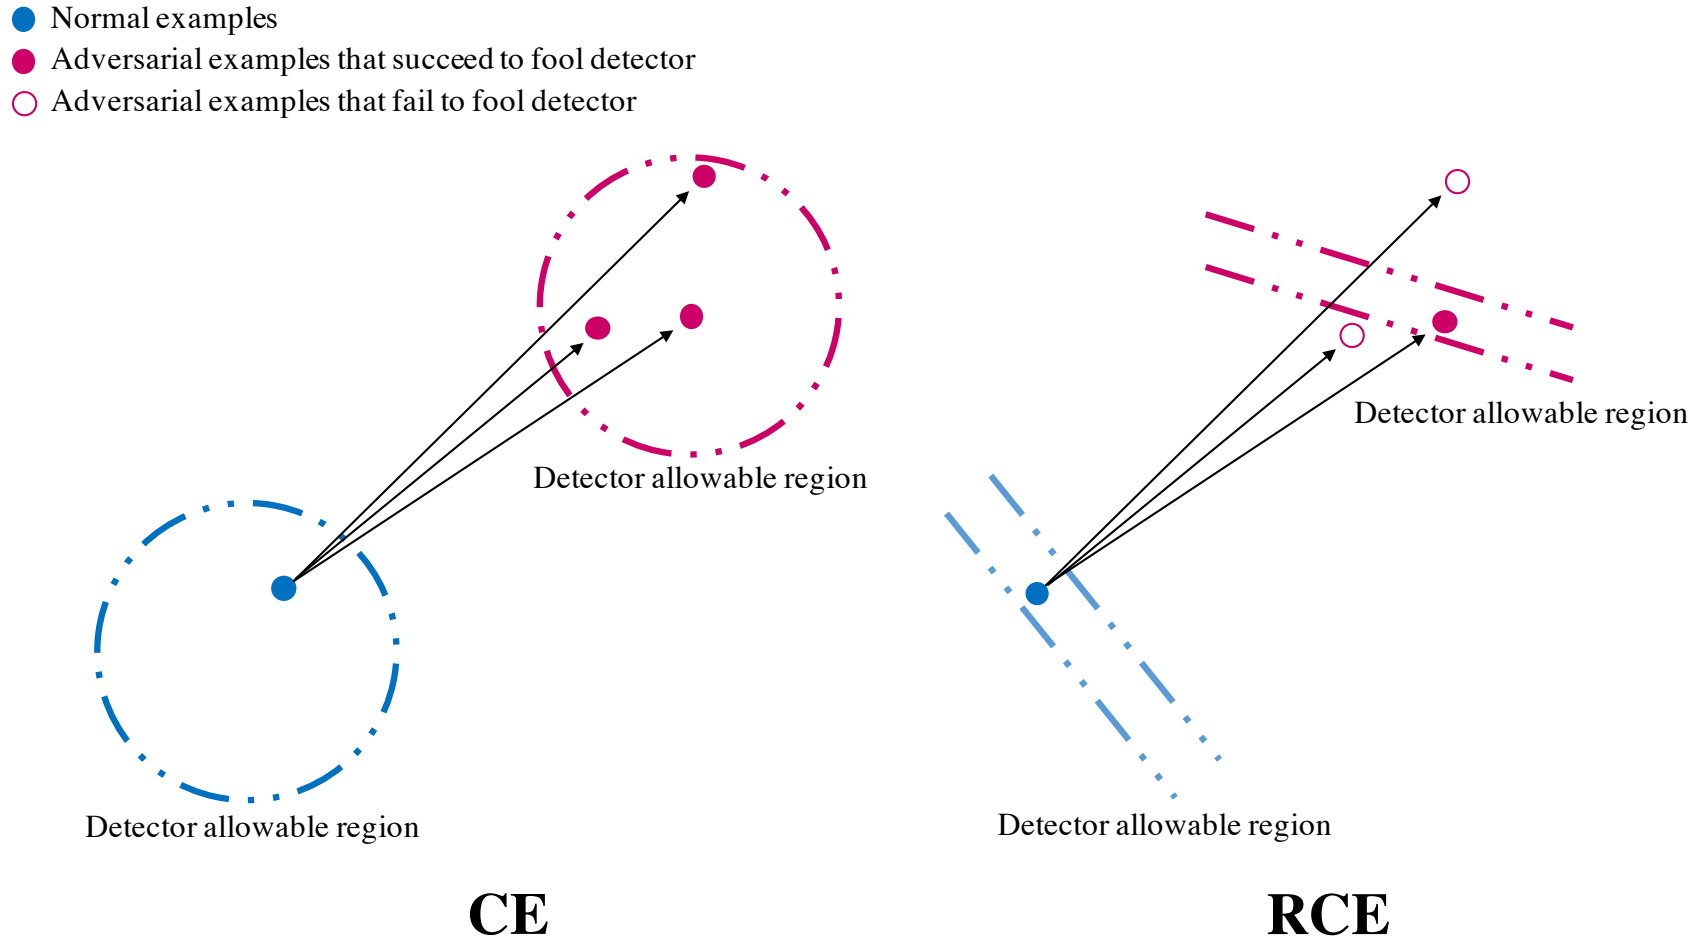 Normal examples
Adversarial examples that succeed to fool detector
Adversarial examples that fail to fool detector
Detector allowable region
Detector allowable region
Detector allowable region
Detector allowable region
CE
RCE